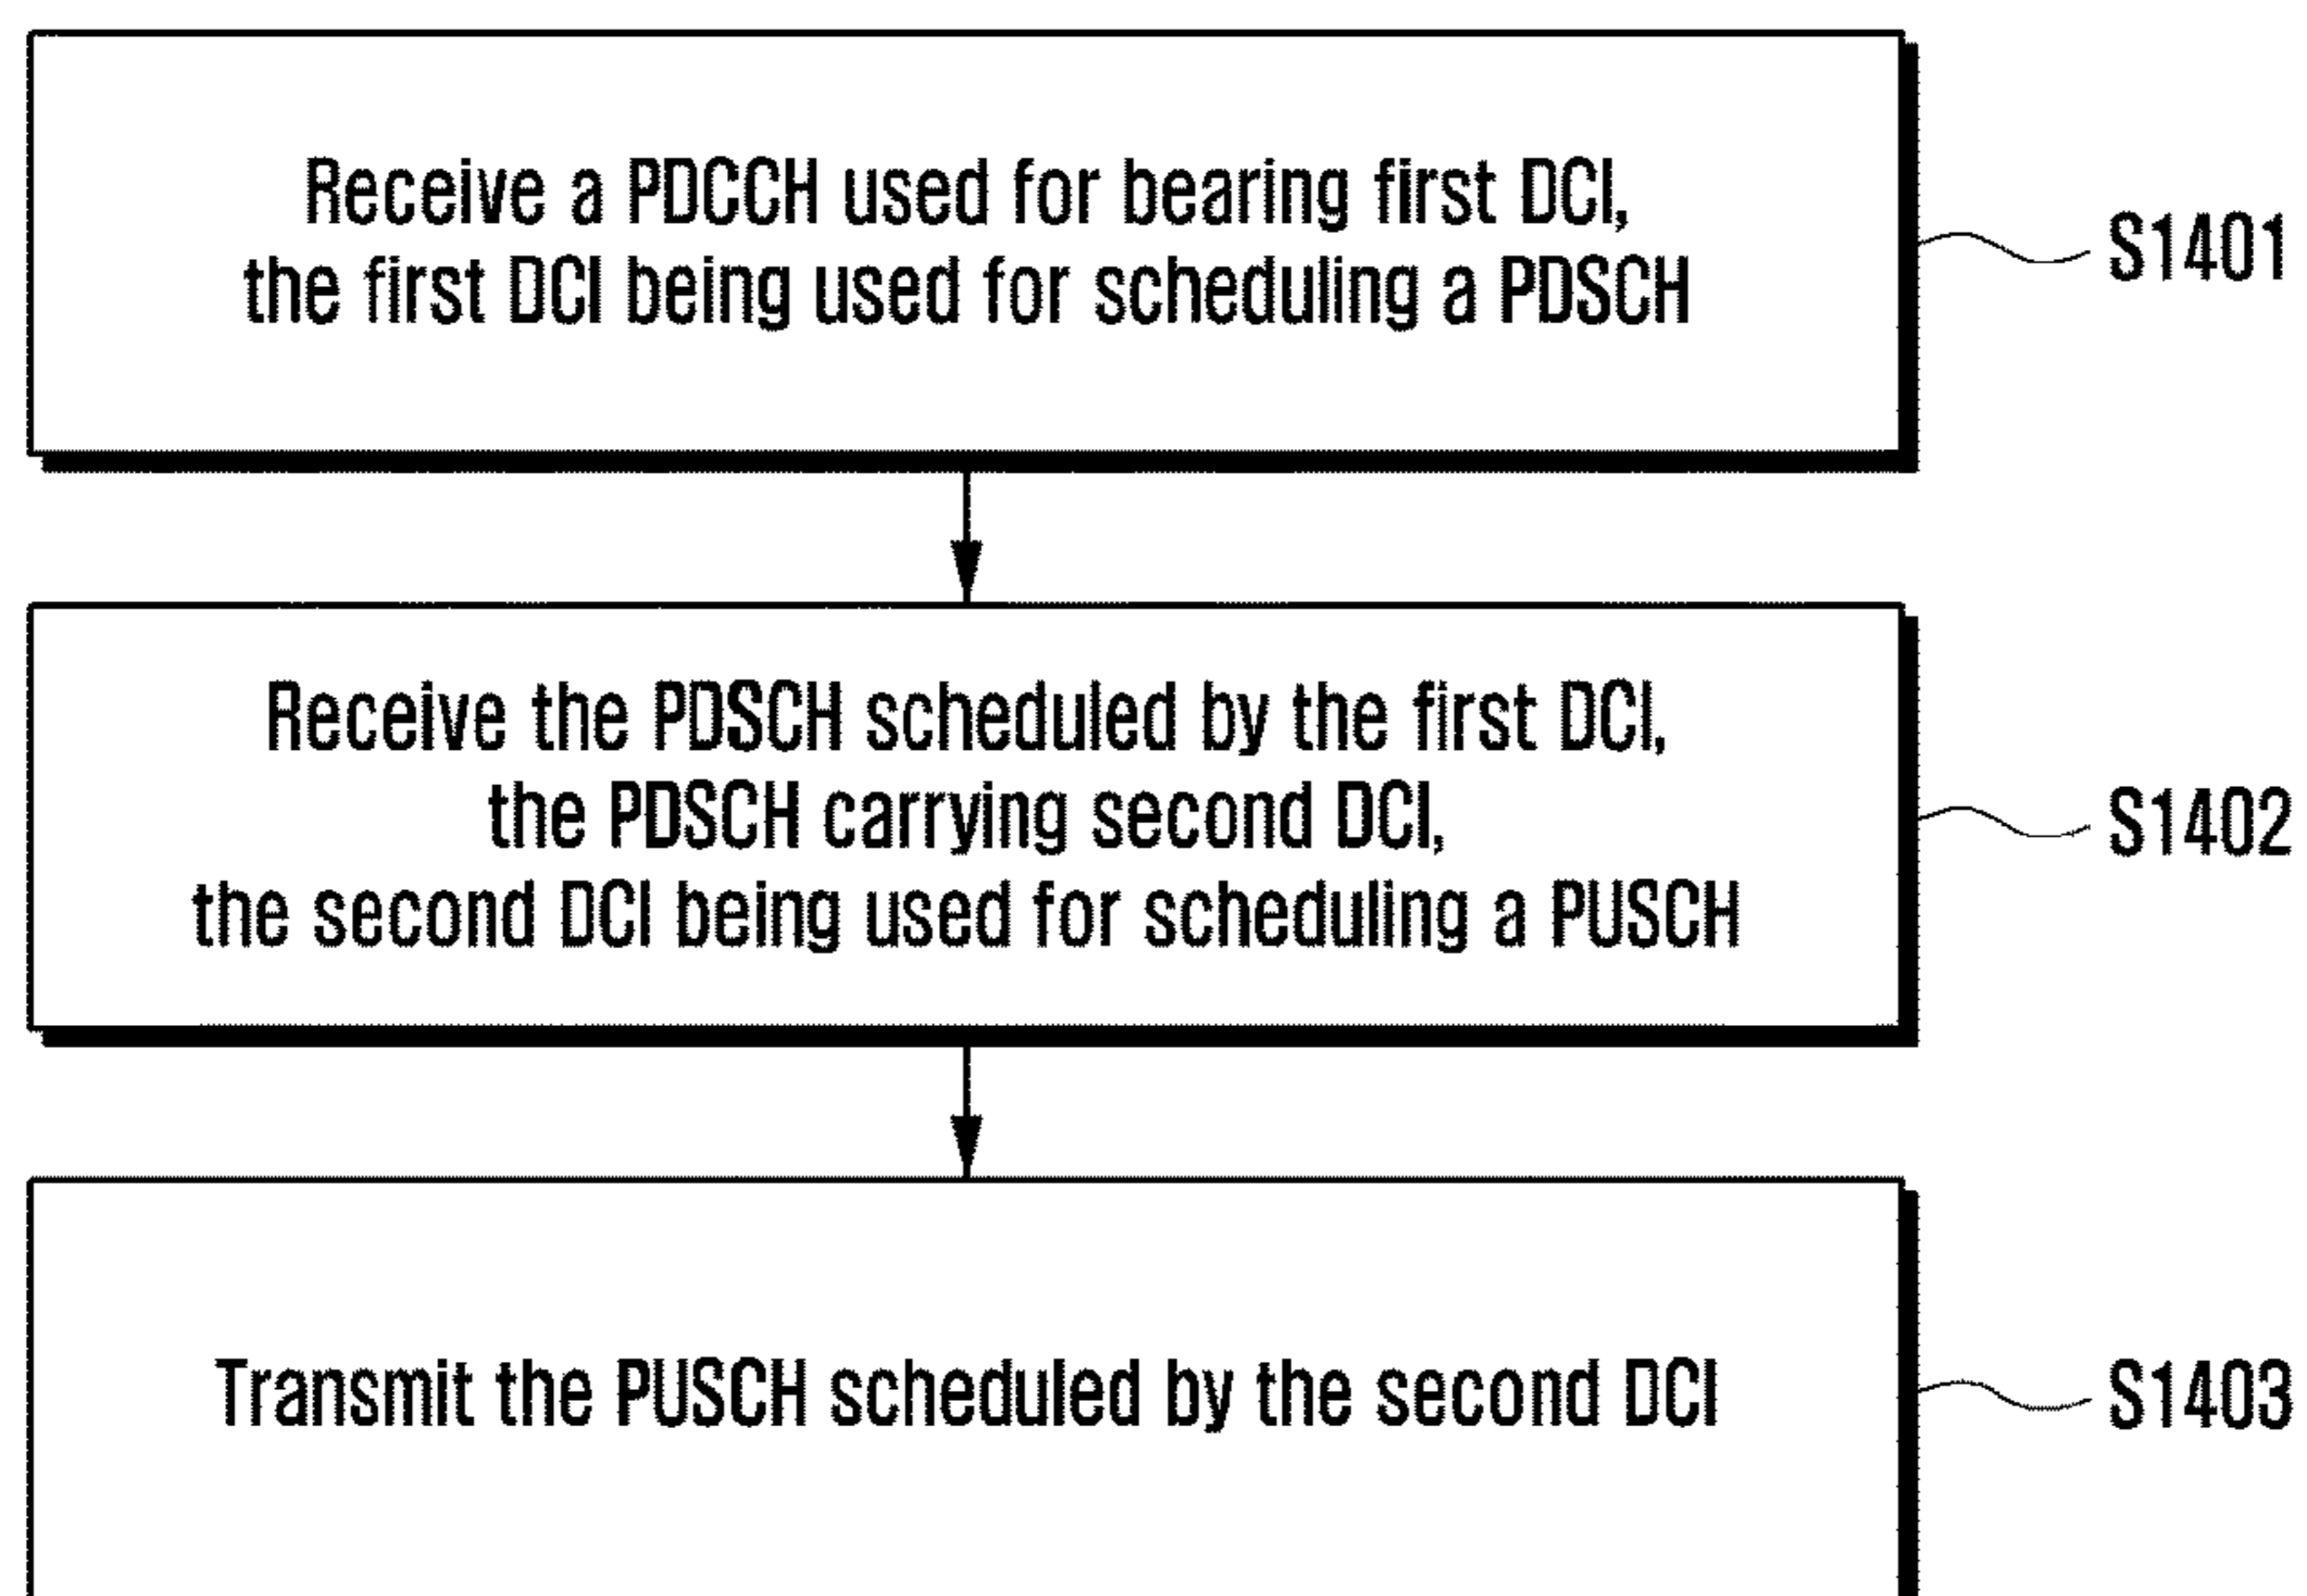 Receive a PDCCH used for bearing first DCI,
the first DCI being used for scheduling a PDSCH
S1401
Receive the PDSCH scheduled by the first DCI,
the PDSCH carrying second DCI,
the second DCI being used for scheduling a PUSCH
S1402
Transmit the PUSCH scheduled by the second DCI
S1403